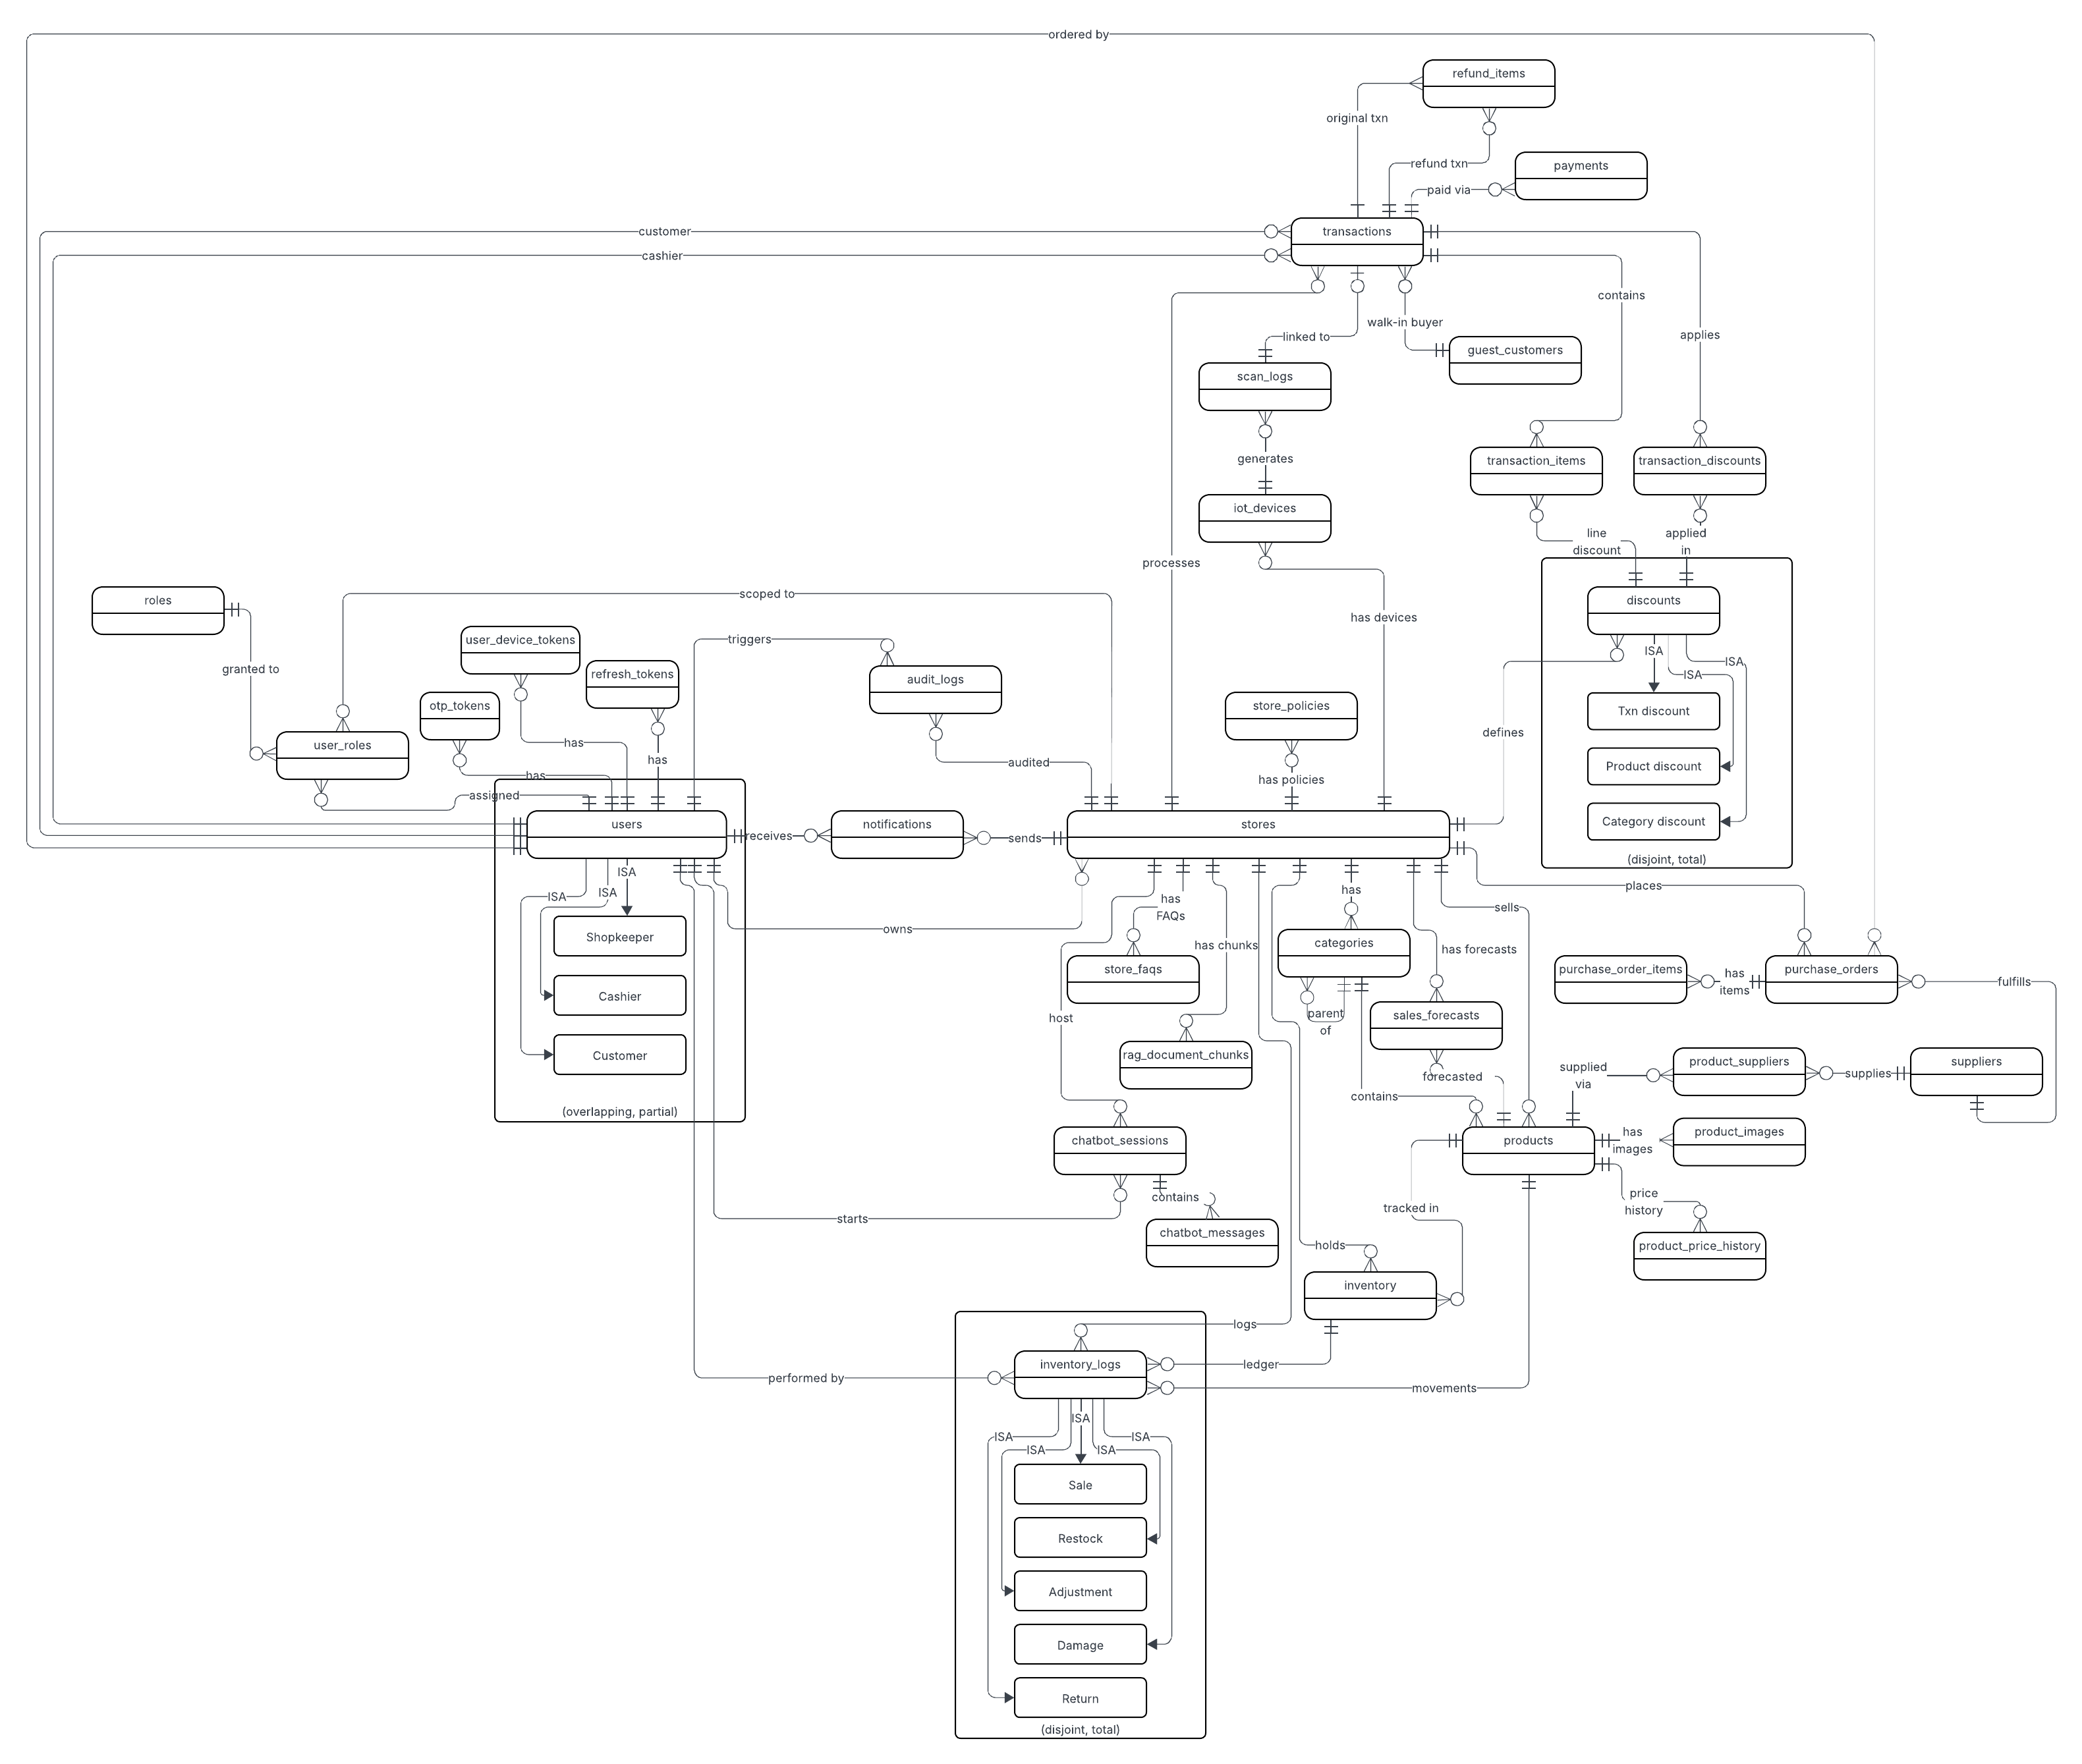 ordered by
refund_items
original txn
refund txn
payments
paid via
customer
transactions
cashier
contains
walk-in buyer
linked to
applies
guest_customers
scan_logs
generates
transaction_items
transaction_discounts
iot_devices
line
discount
applied
in
processes
roles
scoped to
discounts
has devices
user_device_tokens
triggers
ISA
ISA
ISA
granted to
refresh_tokens
audit_logs
otp_tokens
store_policies
Txn discount
user_roles
has
defines
has
audited
Product discount
has
has policies
assigned
users
receives
notifications
sends
stores
Category discount
(disjoint, total)
ISA
ISA
ISA
has
places
has
FAQs
sells
Shopkeeper
owns
has chunks
categories
has forecasts
store_faqs
purchase_order_items
has
items
purchase_orders
fulfills
Cashier
host
parent
of
sales_forecasts
Customer
rag_document_chunks
forecasted
supplied
via
product_suppliers
supplies
suppliers
contains
(overlapping, partial)
chatbot_sessions
products
has
images
product_images
contains
price
history
tracked in
starts
chatbot_messages
holds
product_price_history
inventory
logs
inventory_logs
ledger
performed by
movements
ISA
ISA
ISA
ISA
ISA
Sale
Restock
Adjustment
Damage
Return
(disjoint, total)